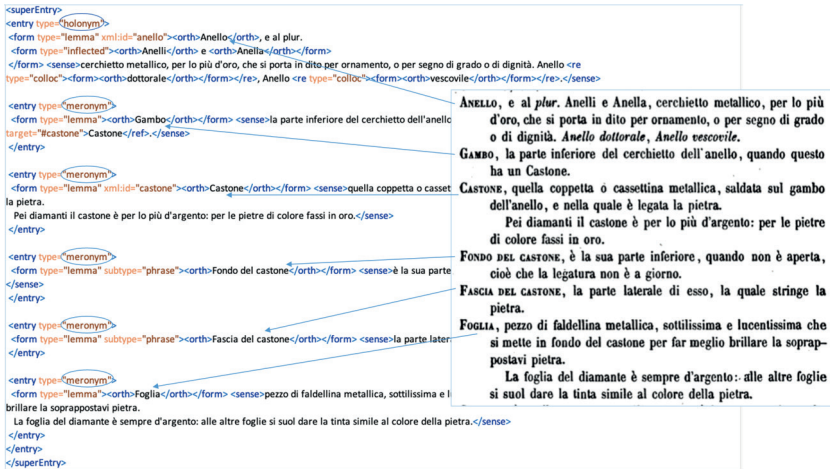 <superEntry>
<entry type="holonym">
<form type="lemma" xml:id="anello"><orth>Anello</orth>, e al plur.
<form type="inflected"><orth>Anelli</orth> e <orth>Anella</orth></form>
</form> <sense>cerchietto metallico, per lo più d'oro, che si porta in dito per ornamento, o per segno di grado o di dignità. Anello <re
type="colloc"><form><orth>dottorale</orth></form></re>, Anello <re type="colloc"><form><orth>vescovile</orth></form></re>.</sense>
<entry type="meronym">
<form type="lemma"><orth>Gambo</orth></form> <sense>la parte inferiore del cerchietto dell'anello
target="#castone">Castone</ref>.</sense>
</entry>
<entry type="meronym">
<form type="lemma" xml:id="castone"><orth>Castone</orth></form> <sense>quella coppetta o casset
la pietra.
Pei diamanti il castone è per lo più d'argento: per le pietre di colore fassi in oro.</sense>
</entry>
<entry type="meronym">
<form type="lemma" subtype="phrase"><orth>Fondo del castone</orth></form> <sense>è la sua parte
</sense>
</entry>
<entry type="meronym">
<form type="lemma" subtype="phrase"><orth>Fascia del castone</orth></form> <sense>la parte later
</entry>
<entry type="meronym">
<form type="lemma"><orth>Foglia</orth></form> <sense>pezzo di faldellina metallica, sottilissima e l
brillare la soprappostavi pietra.
La foglia del diamante è sempre d'argento: alle altre foglie si suol dare la tinta simile al colore della pietra.</sense>
</entry>
</entry>
</superEntry>
ANELLO, e al plur. Anelli e Anella, cerchietto metallico, per lo più
d'oro, che si porta in dito per ornamento, o per segno di grado
o di dignità. Anello dottorale, Anello vescovile.
GAMBO, la parte inferiore del cerchietto dell'anello, quando questo
ha un Castone.
CASTONE, quella coppetta o cassettina metallica, saldata sul gambo
dell'anello, e nella quale è legata la pietra.
Pei diamanti il castone è per lo più d'argento: per le pietre
di colore fassi in oro.
FONDO DEL CASTONE, è la sua parte inferiore, quando non è aperta,
cioè che la legatura non è a giorno.
FASCIA DEL CASTONE, la parte laterale di esso, la quale stringe la
pietra.
FOGLIA, pezzo di faldellina metallica, sottilissima e lucentissima che
si mette in fondo del castone per far meglio brillare la soprap-
postavi pietra.
La foglia del diamante è sempre d'argento: alle altre foglie
si suol dare la tinta simile al colore della pietra.